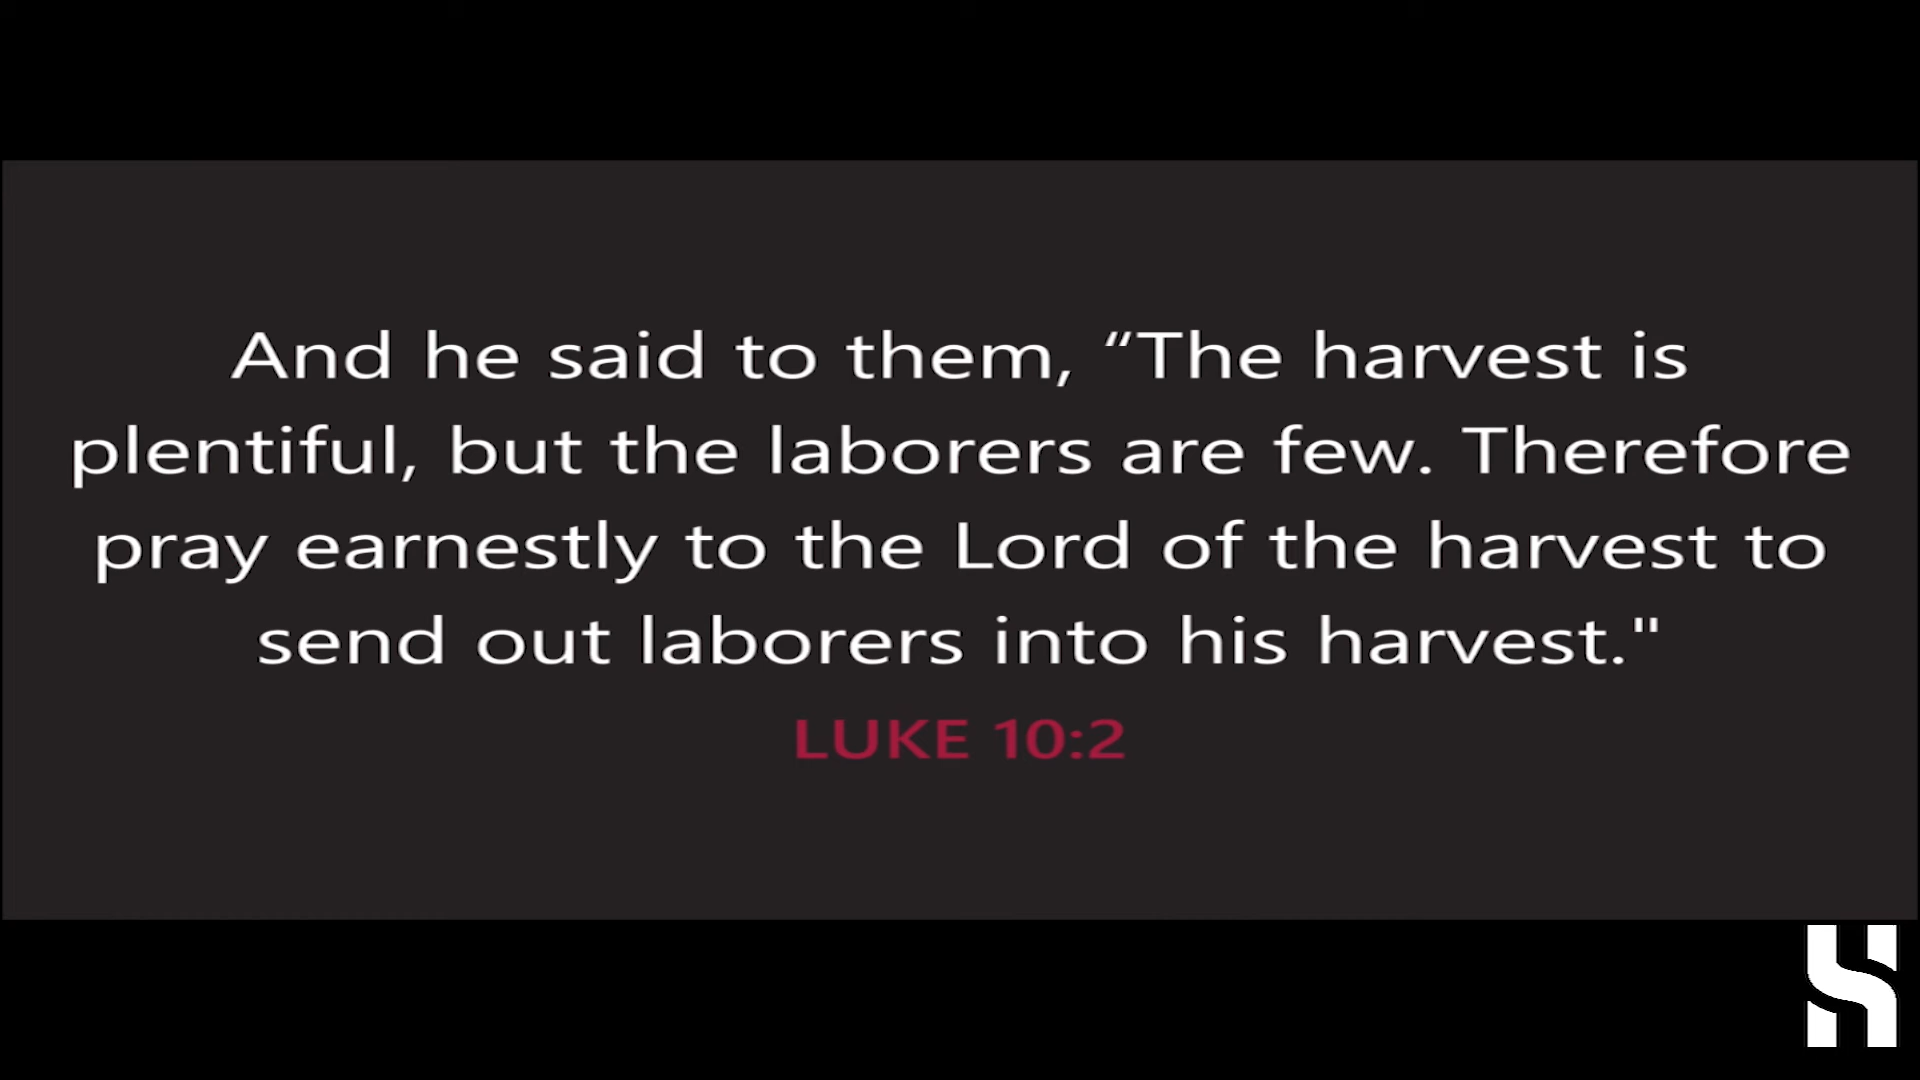 And he said to them, “The harvest is
plentiful, but the laborers are few. Therefore
pray earnestly to the Lord of the harvest to
send out laborers into his harvest."
LUKE 10:2